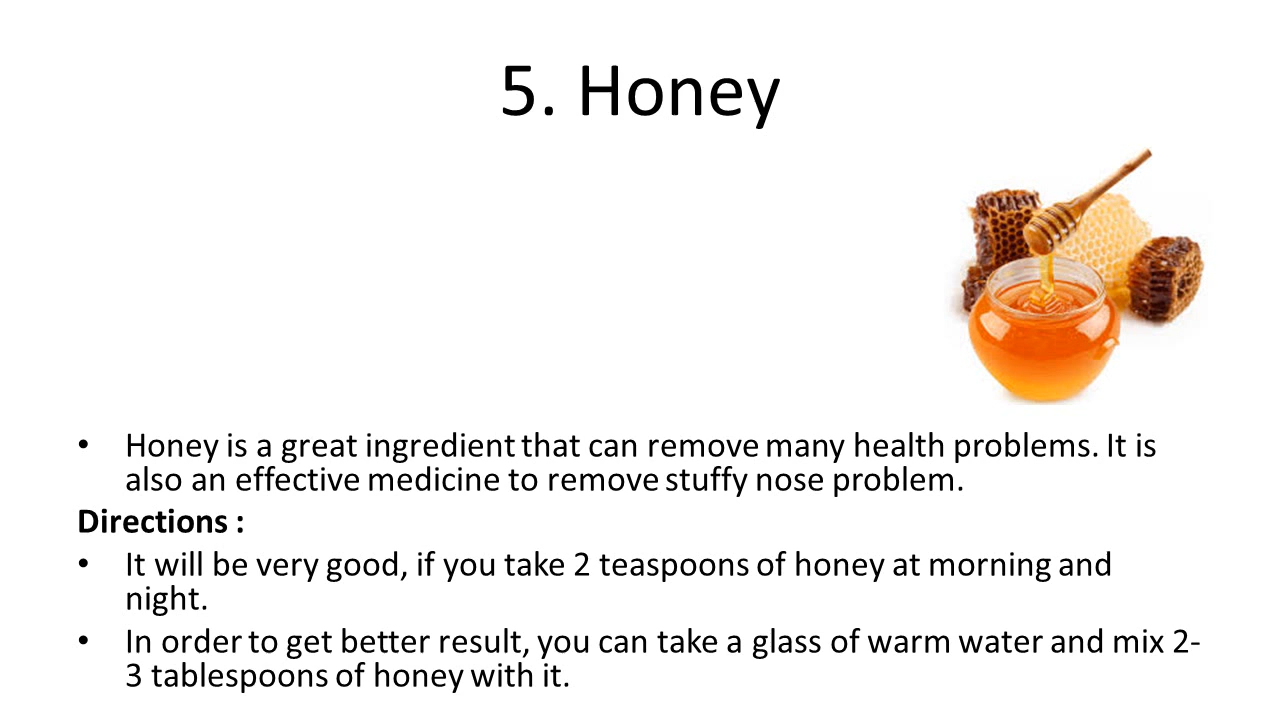 5. Honey
• Honey is a great ingredient that can remove many health problems. It is
also an effective medicine to remove stuffy nose problem.
Directions :
• It will be very good, if you take 2 teaspoons of honey at morning and
night.
• In order to get better result, you can take a glass of warm water and mix 2-
3 tablespoons of honey with it.